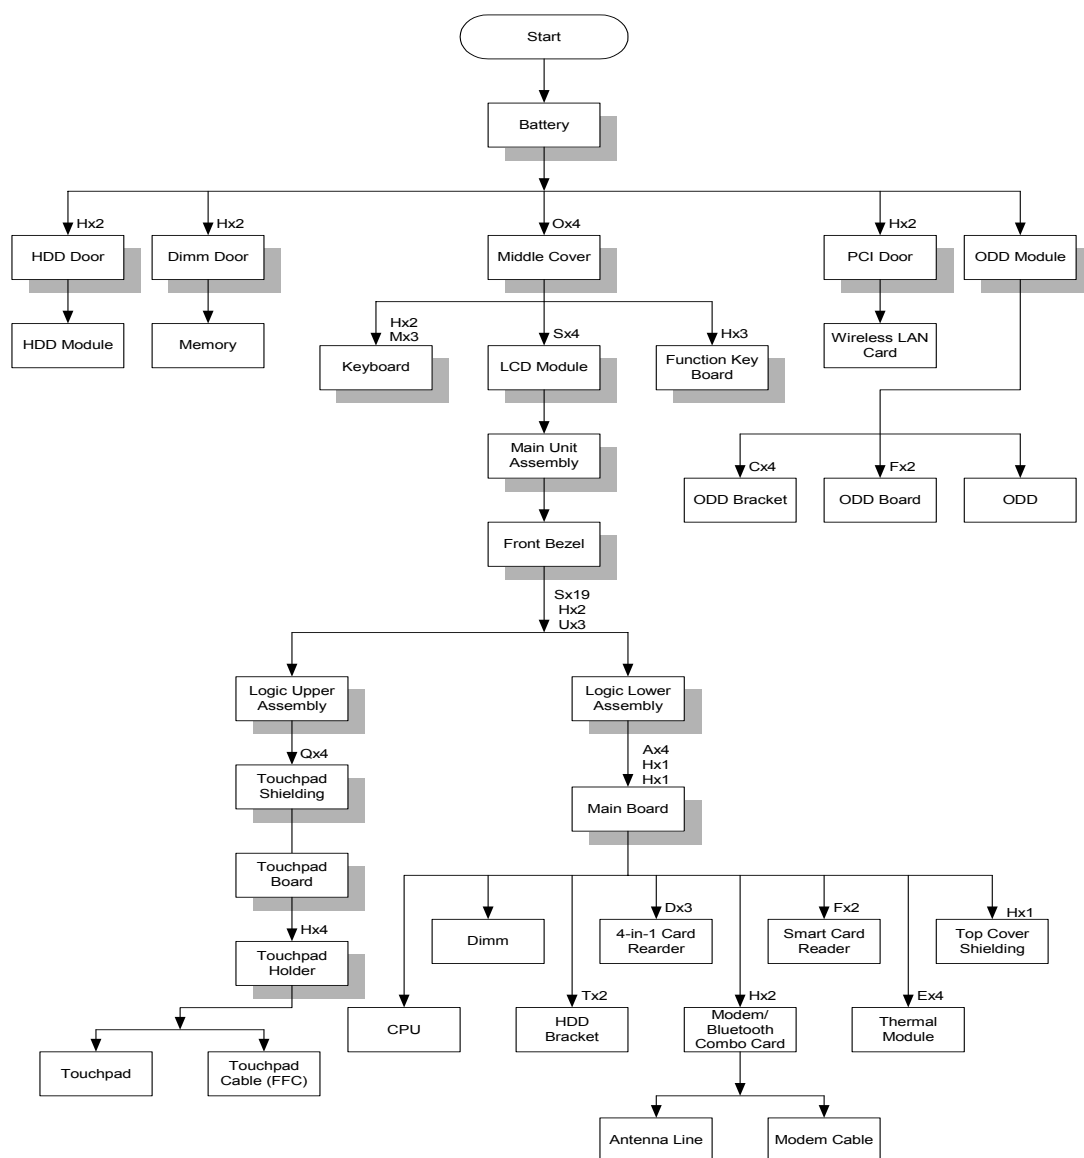 Start
Battery
Hx2
Hx2
Ox4
Hx2
HDD Door
Dimm Door
Middle Cover
PCI Door
ODD Module
HDD Module
Memory
Hx2
Mx3
Sx4
Hx3
Wireless LAN
Card
Keyboard
LCD Module
Function Key
Board
Main Unit
Assembly
Cx4
Fx2
ODD Bracket
ODD Board
ODD
Front Bezel
Sx19
Hx2
Ux3
Logic Upper
Assembly
Logic Lower
Assembly
Qx4
Ax4
Hx1
Hx1
Touchpad
Shielding
Main Board
Touchpad
Board
Hx4
Dx3
Fx2
Hx1
Touchpad
Holder
Dimm
4-in-1 Card
Rearder
Smart Card
Reader
Top Cover
Shielding
Tx2
Hx2
Ex4
CPU
HDD
Bracket
Modem/
Bluetooth
Combo Card
Thermal
Module
Touchpad
Touchpad
Cable (FFC)
Antenna Line
Modem Cable